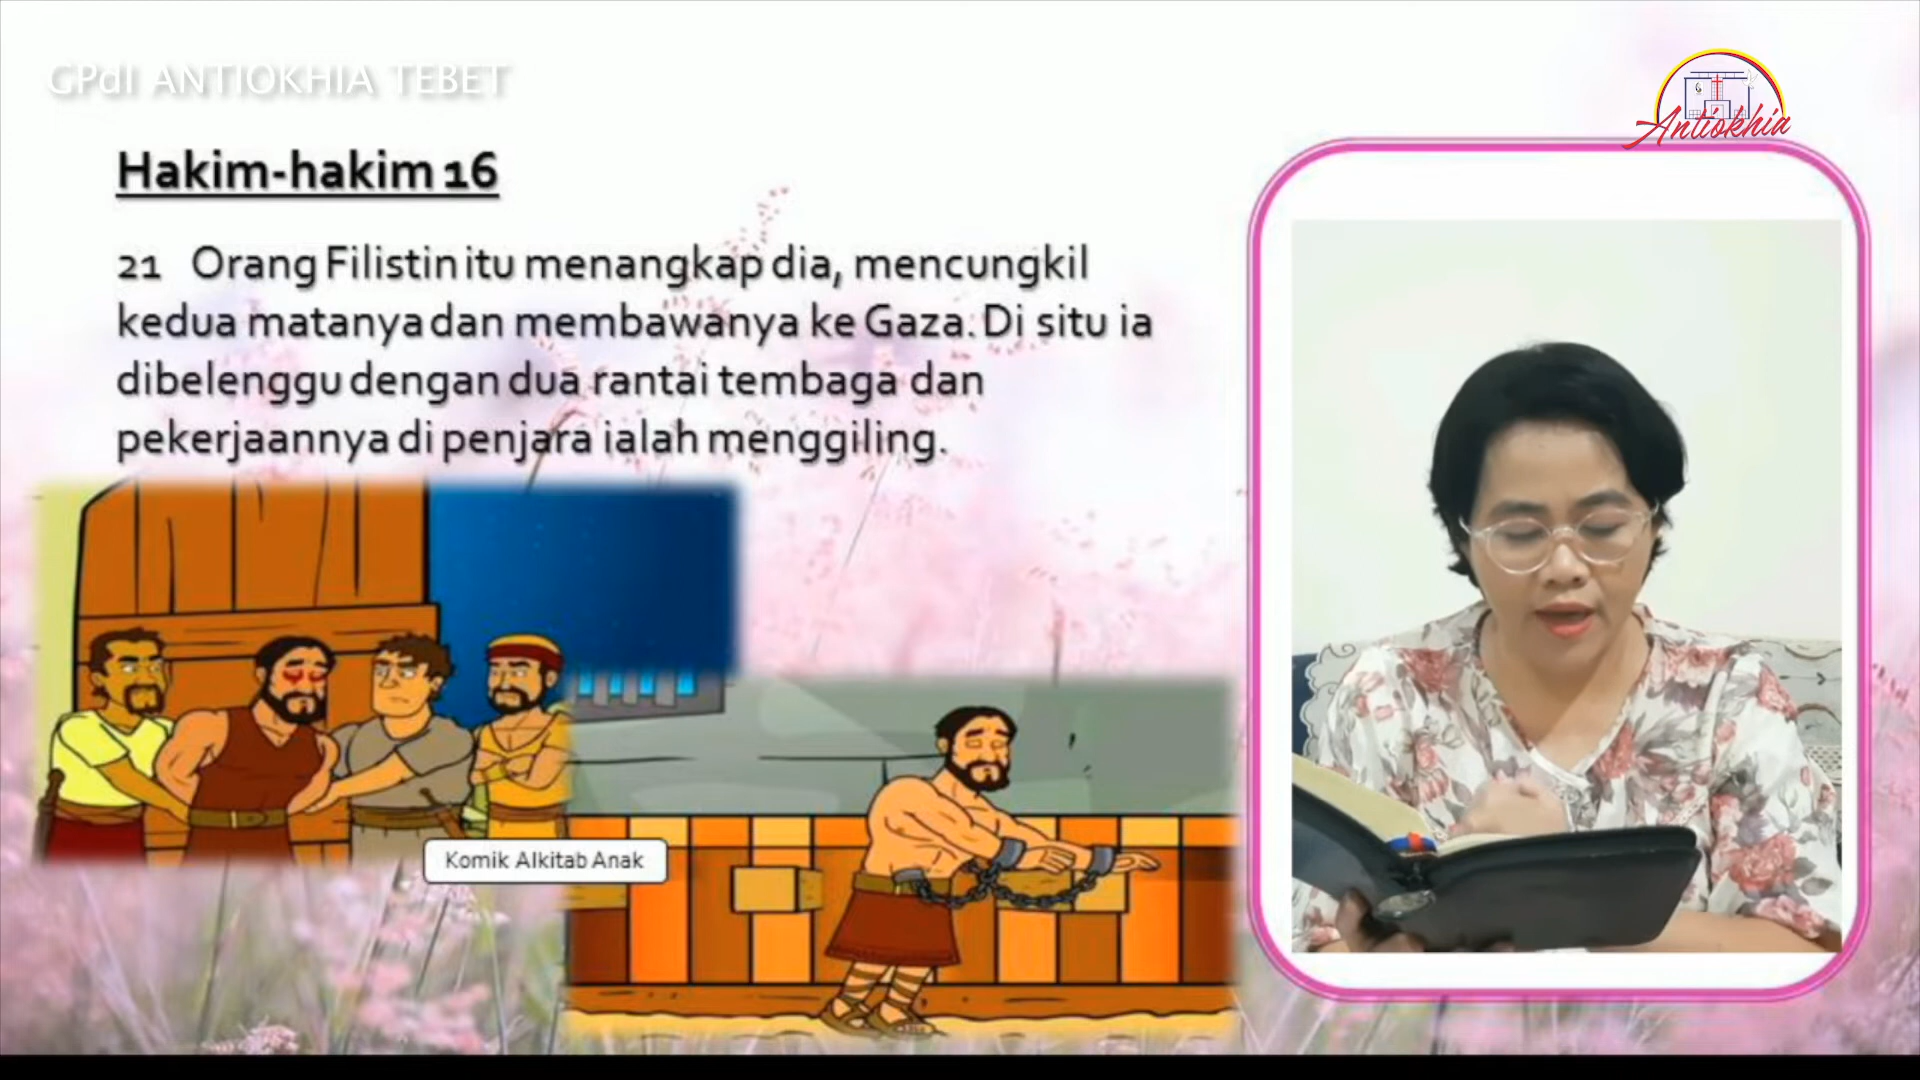 GPdI ANTIOKHIA TEBET
Antiokhia
Hakim-hakim 16
21 Orang Filistin itu menangkap dia, mencungkil
kedua matanya dan membawanya ke Gaza. Di situ ia
dibelenggu dengan dua rantai tembaga dan
pekerjaannya di penjara ialah menggiling.
Komik Alkitab Anak